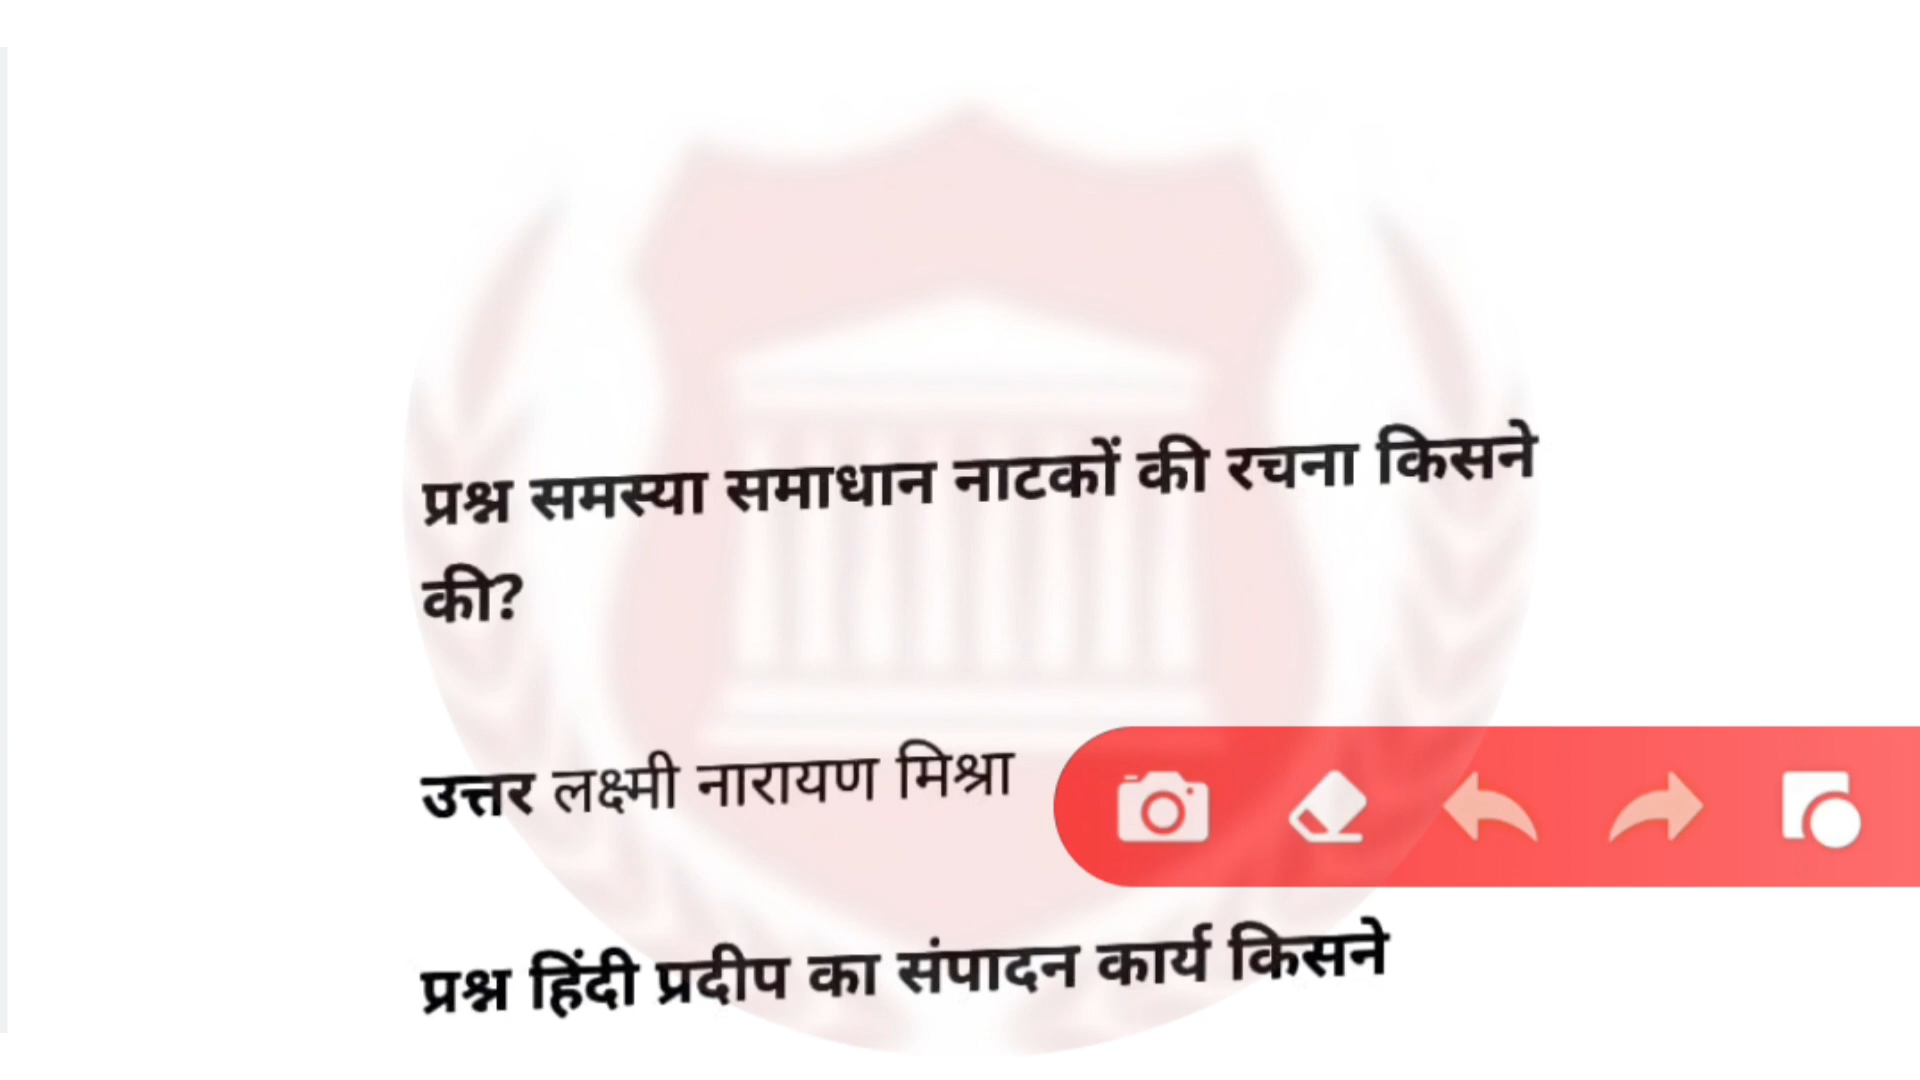 प्रश्न समस्या समाधान नाटकों की रचना किसने
की?
उत्तर लक्ष्मी नारायण मिश्रा
प्रश्न हिंदी प्रदीप का संपादन कार्य किसने